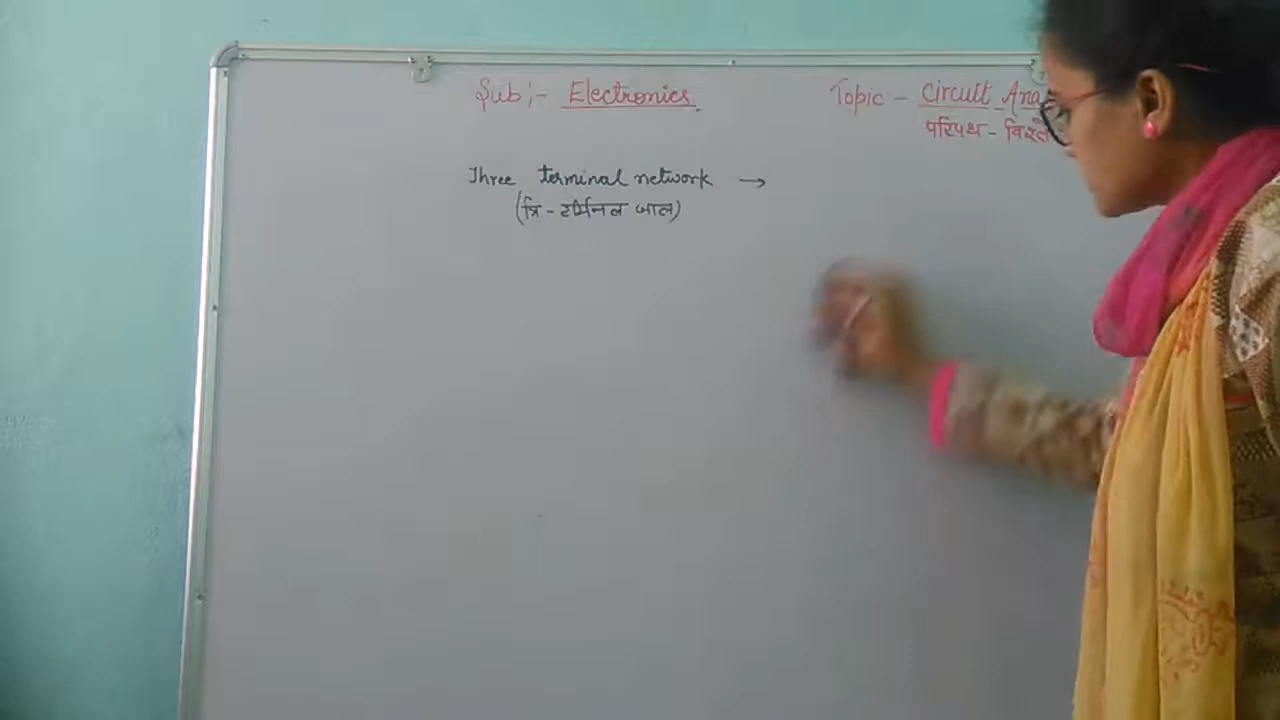 Sub :- Electronics. Topic - Circuit
परिपथ -
Three terminal network →
(त्रि - टर्मिनल जाल)